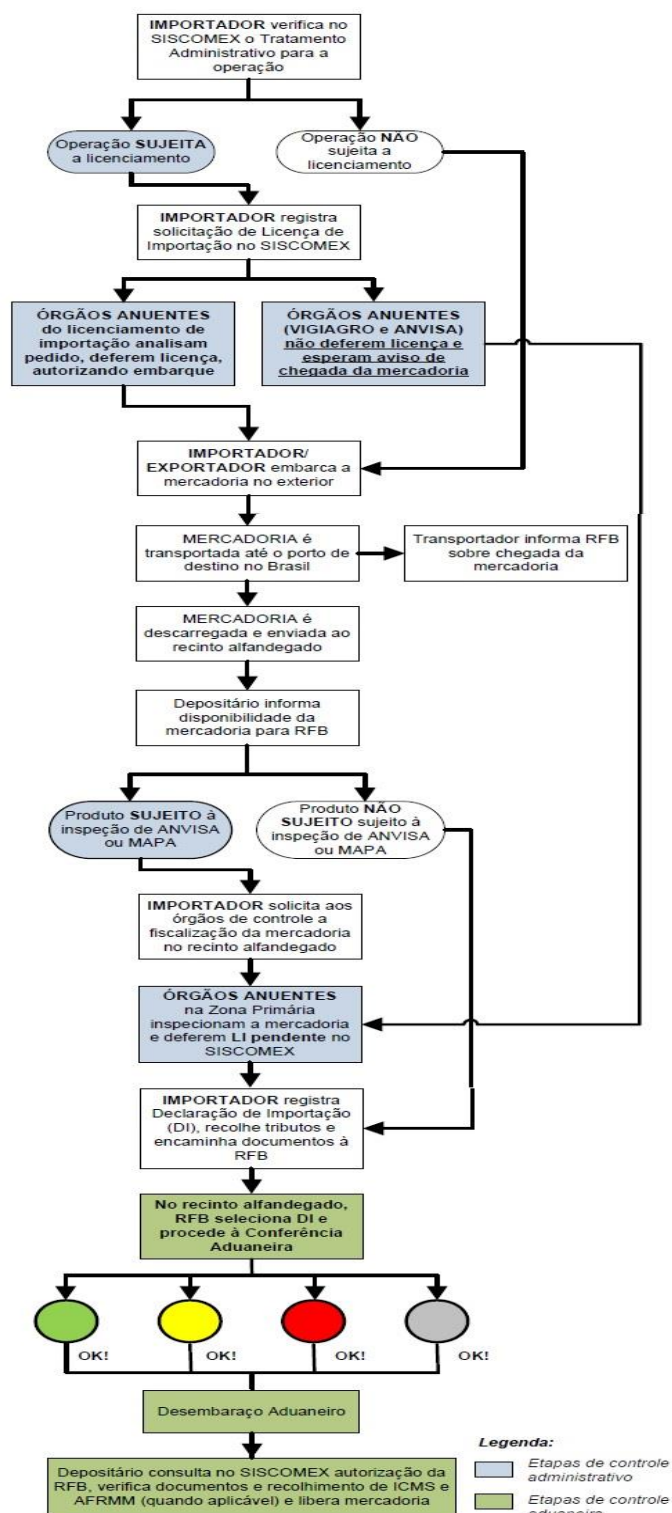 IMPORTADOR verifica no
SISCOMEX o Tratamento
Administrativo para a
operação
Operação SUJEITA
a licenciamento
Operação NÃO
sujeita a
licenciamento
IMPORTADOR registra
solicitação de Licença de
Importação no SISCOMEX
ÓRGÃOS ANUENTES
do licenciamento de
importação analisam
pedido, deferem licença,
autorizando embarque
ÓRGÃOS ANUENTES
(VIGIAGRO e ANVISA)
não deferem licença e
esperam aviso de
chegada da mercadoria
IMPORTADOR/
EXPORTADOR embarca a
mercadoria no exterior
MERCADORIA é
transportada até o porto de
destino no Brasil
Transportador informa RFB
sobre chegada da
mercadoria
MERCADORIA é
descarregada e enviada ao
recinto alfandegado
Depositário informa
disponibilidade da
mercadoria para RFB
Produto SUJEITO à
inspeção de ANVISA
ou MAPA
Produto NÃO
SUJEITO sujeito à
inspeção de ANVISA
ou MAPA
IMPORTADOR solicita aos
órgãos de controle a
fiscalização da mercadoria
no recinto alfandegado
ÓRGÃOS ANUENTES
na Zona Primária
inspecionam a mercadoria
e deferem LI pendente no
SISCOMEX
IMPORTADOR registra
Declaração de Importação
(DI), recolhe tributos e
encaminha documentos à
RFB
No recinto alfandegado,
RFB seleciona DI e
procede à Conferência
Aduaneira
OK!
OK!
OK!
OK!
Desembaraço Aduaneiro
Depositário consulta no SISCOMEX autorização da
RFB, verifica documentos e recolhimento de ICMS e
AFRMM (quando aplicável) e libera mercadoria
Legenda:
Etapas de controle
administrativo
Etapas de controle
aduaneiro